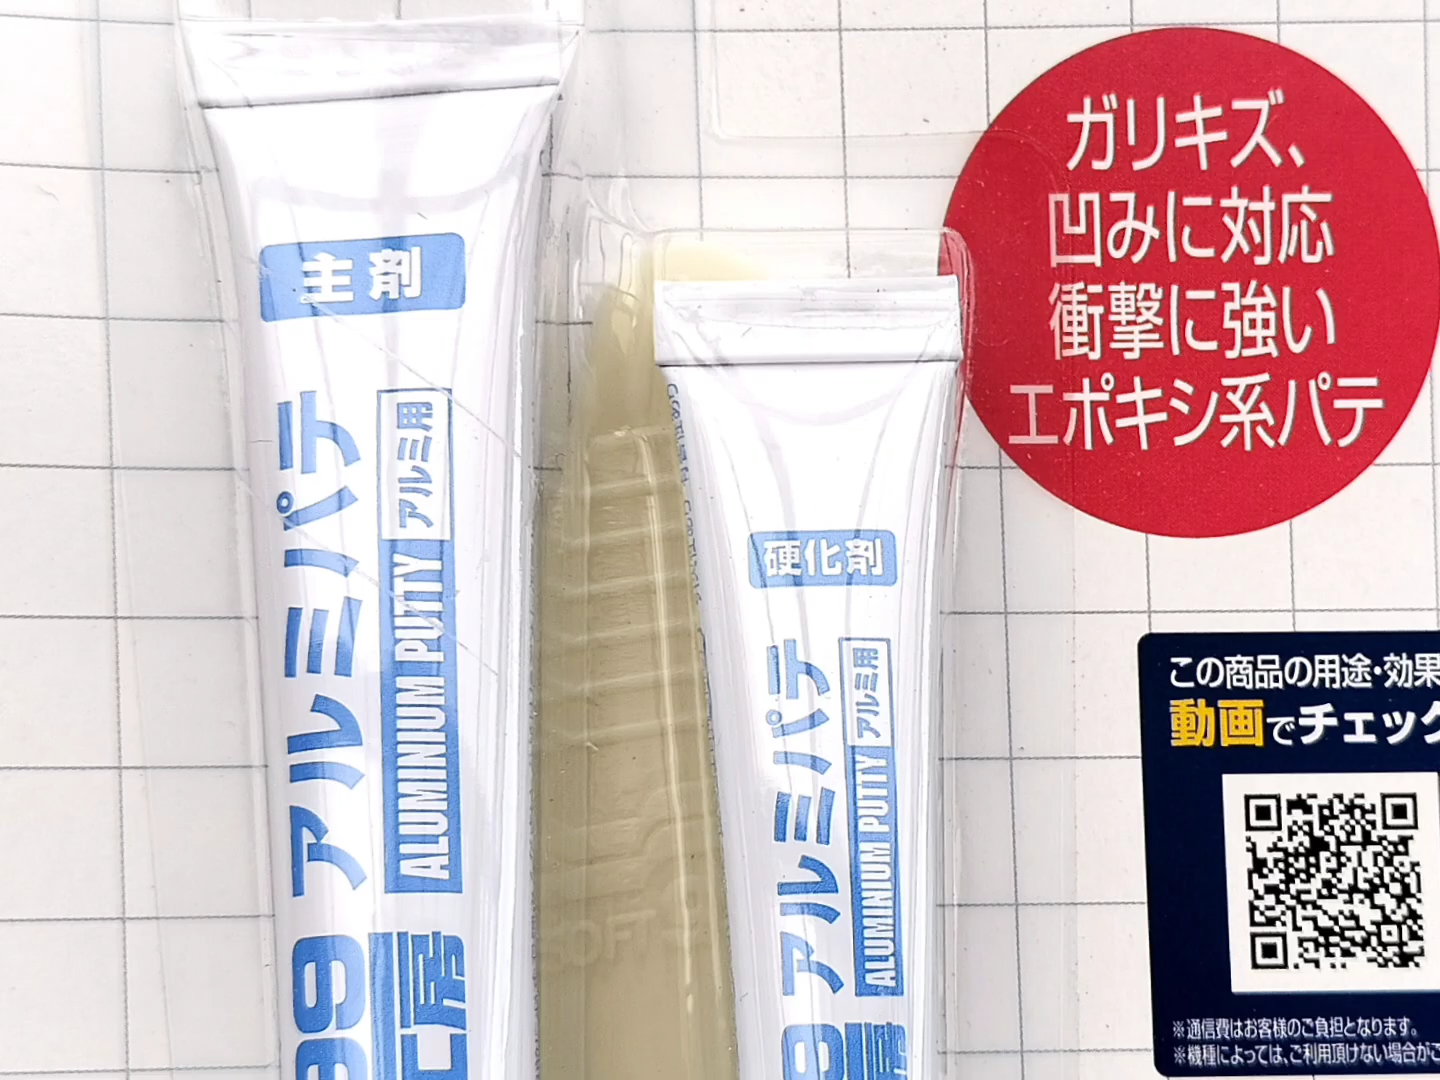 主剤
アルミパテ
アルミ用
ALUMINIUM PUTTY
99
工房
硬化剤
アルミパテ
アルミ用
ALUMINIUM PUTTY
ガリキズ、
凹みに対応
衝撃に強い
エポキシ系パテ
この商品の用途・効果
動画でチェック
※通信費はお客様のご負担となります。
※機種によっては、ご利用頂けない場合がご